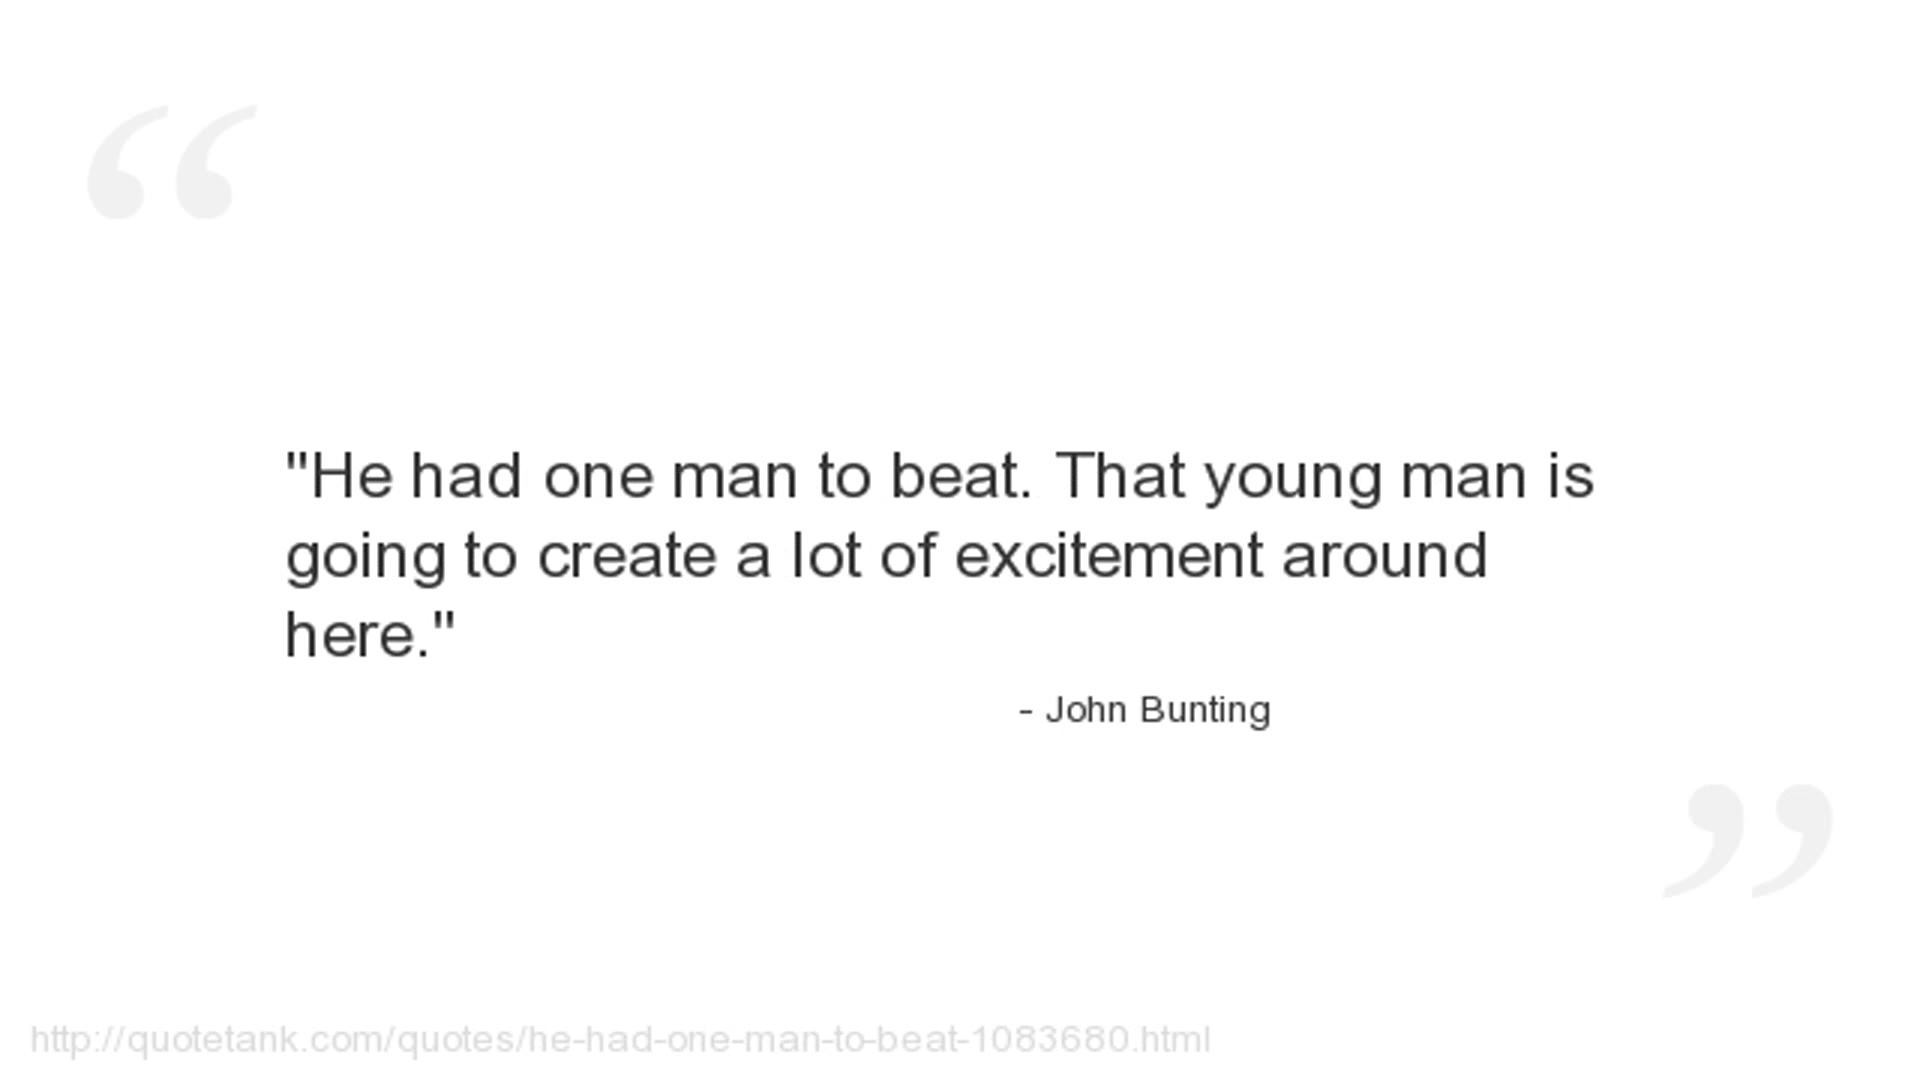 "He had one man to beat. That young man is
going to create a lot of excitement around
here."
- John Bunting
http://quotetank.com/quotes/he-had-one-man-to-beat-1083680.html